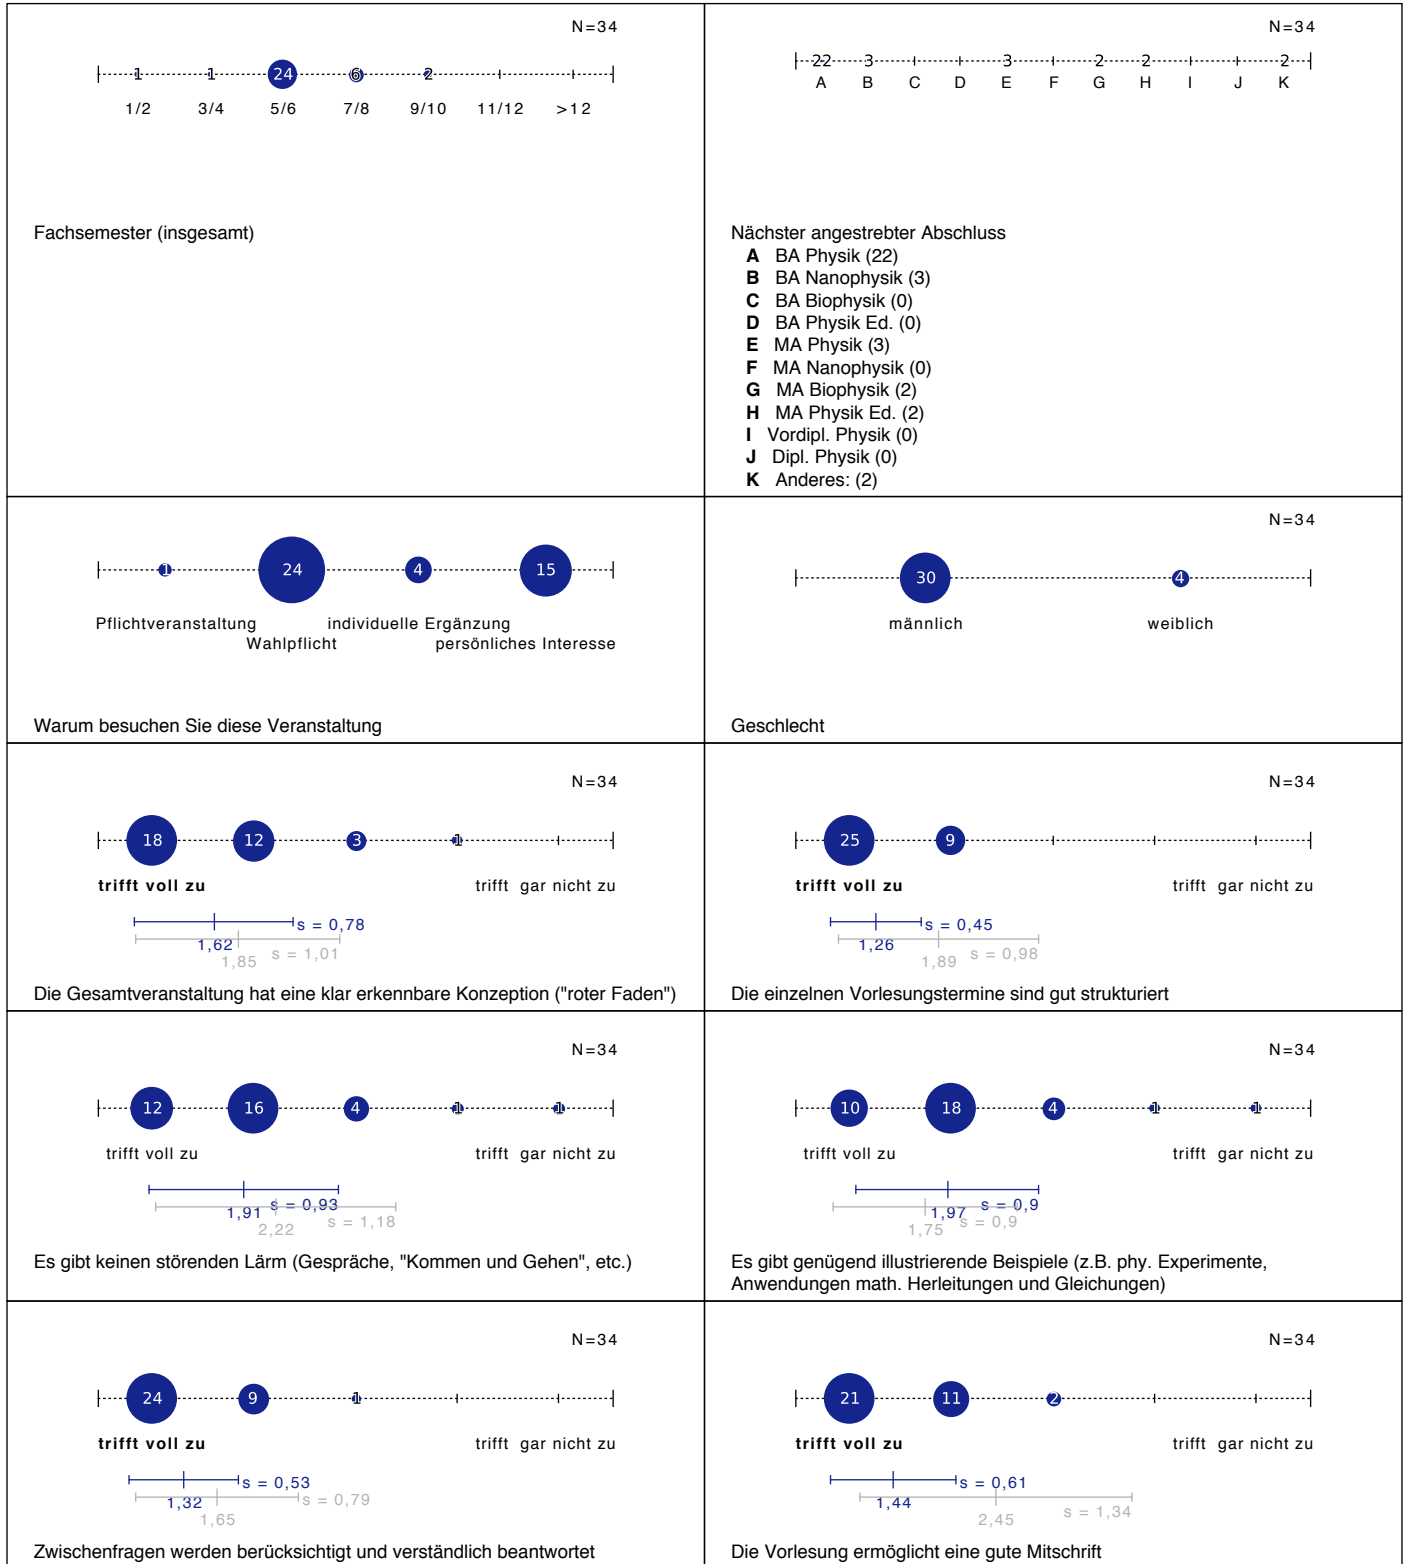 N=34
1 1 24 6 2
1/2 3/4 5/6 7/8 9/10 11/12 >12
Fachsemester (insgesamt)
N=34
22 3 3 2 2 2
A B C D E F G H I J K
Nächster angestrebter Abschluss
A BA Physik (22)
B BA Nanophysik (3)
C BA Biophysik (0)
D BA Physik Ed. (0)
E MA Physik (3)
F MA Nanophysik (0)
G MA Biophysik (2)
H MA Physik Ed. (2)
I Vordipl. Physik (0)
J Dipl. Physik (0)
K Anderes: (2)
1 24 4 15
Pflichtveranstaltung individuelle Ergänzung
Wahlpflicht persönliches Interesse
Warum besuchen Sie diese Veranstaltung
N=34
30 4
männlich weiblich
Geschlecht
N=34
18 12 3 1
trifft voll zu trifft gar nicht zu
s = 0,78
1,62
s = 1,01
1,85
Die Gesamtveranstaltung hat eine klar erkennbare Konzeption ("roter Faden")
N=34
25 9
trifft voll zu trifft gar nicht zu
s = 0,45
1,26
s = 0,98
1,89
Die einzelnen Vorlesungstermine sind gut strukturiert
N=34
12 16 4 1 1
trifft voll zu trifft gar nicht zu
s = 0,93
1,91
s = 1,18
2,22
Es gibt keinen störenden Lärm (Gespräche, "Kommen und Gehen", etc.)
N=34
10 18 4 1 1
trifft voll zu trifft gar nicht zu
s = 0,9
1,97
s = 0,9
1,75
Es gibt genügend illustrierende Beispiele (z.B. phy. Experimente,
Anwendungen math. Herleitungen und Gleichungen)
N=34
24 9 1
trifft voll zu trifft gar nicht zu
s = 0,53
1,32
s = 0,79
1,65
Zwischenfragen werden berücksichtigt und verständlich beantwortet
N=34
21 11 2
trifft voll zu trifft gar nicht zu
s = 0,61
1,44
s = 1,34
2,45
Die Vorlesung ermöglicht eine gute Mitschrift